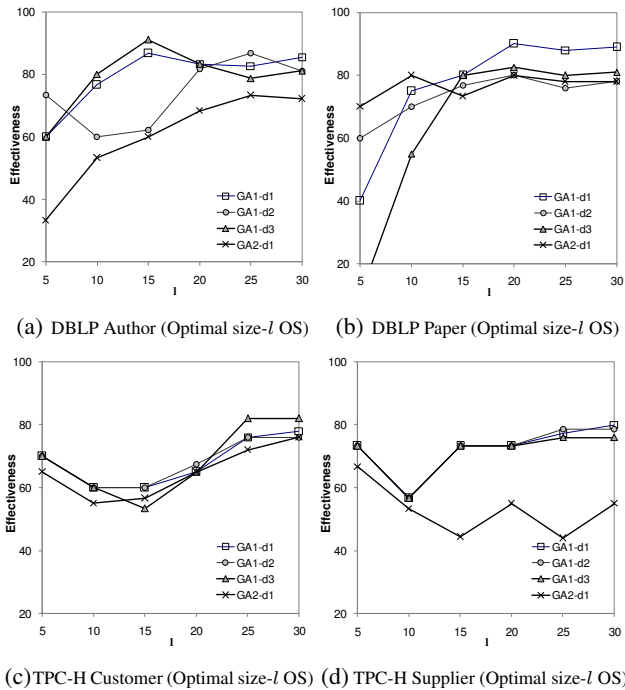 100
80
60
40
20
Effectiveness
GA1-d1
GA1-d2
GA1-d3
GA2-d1
5 10 15 20 25 30
l
(a) DBLP Author (Optimal size-l OS)
100
80
60
40
20
Effectiveness
GA1-d1
GA1-d2
GA1-d3
GA2-d1
5 10 15 20 25 30
l
(b) DBLP Paper (Optimal size-l OS)
100
80
60
40
20
Effectiveness
GA1-d1
GA1-d2
GA1-d3
GA2-d1
5 10 15 20 25 30
l
(c) TPC-H Customer (Optimal size-l OS)
100
80
60
40
20
Effectiveness
GA1-d1
GA1-d2
GA1-d3
GA2-d1
5 10 15 20 25 30
l
(d) TPC-H Supplier (Optimal size-l OS)